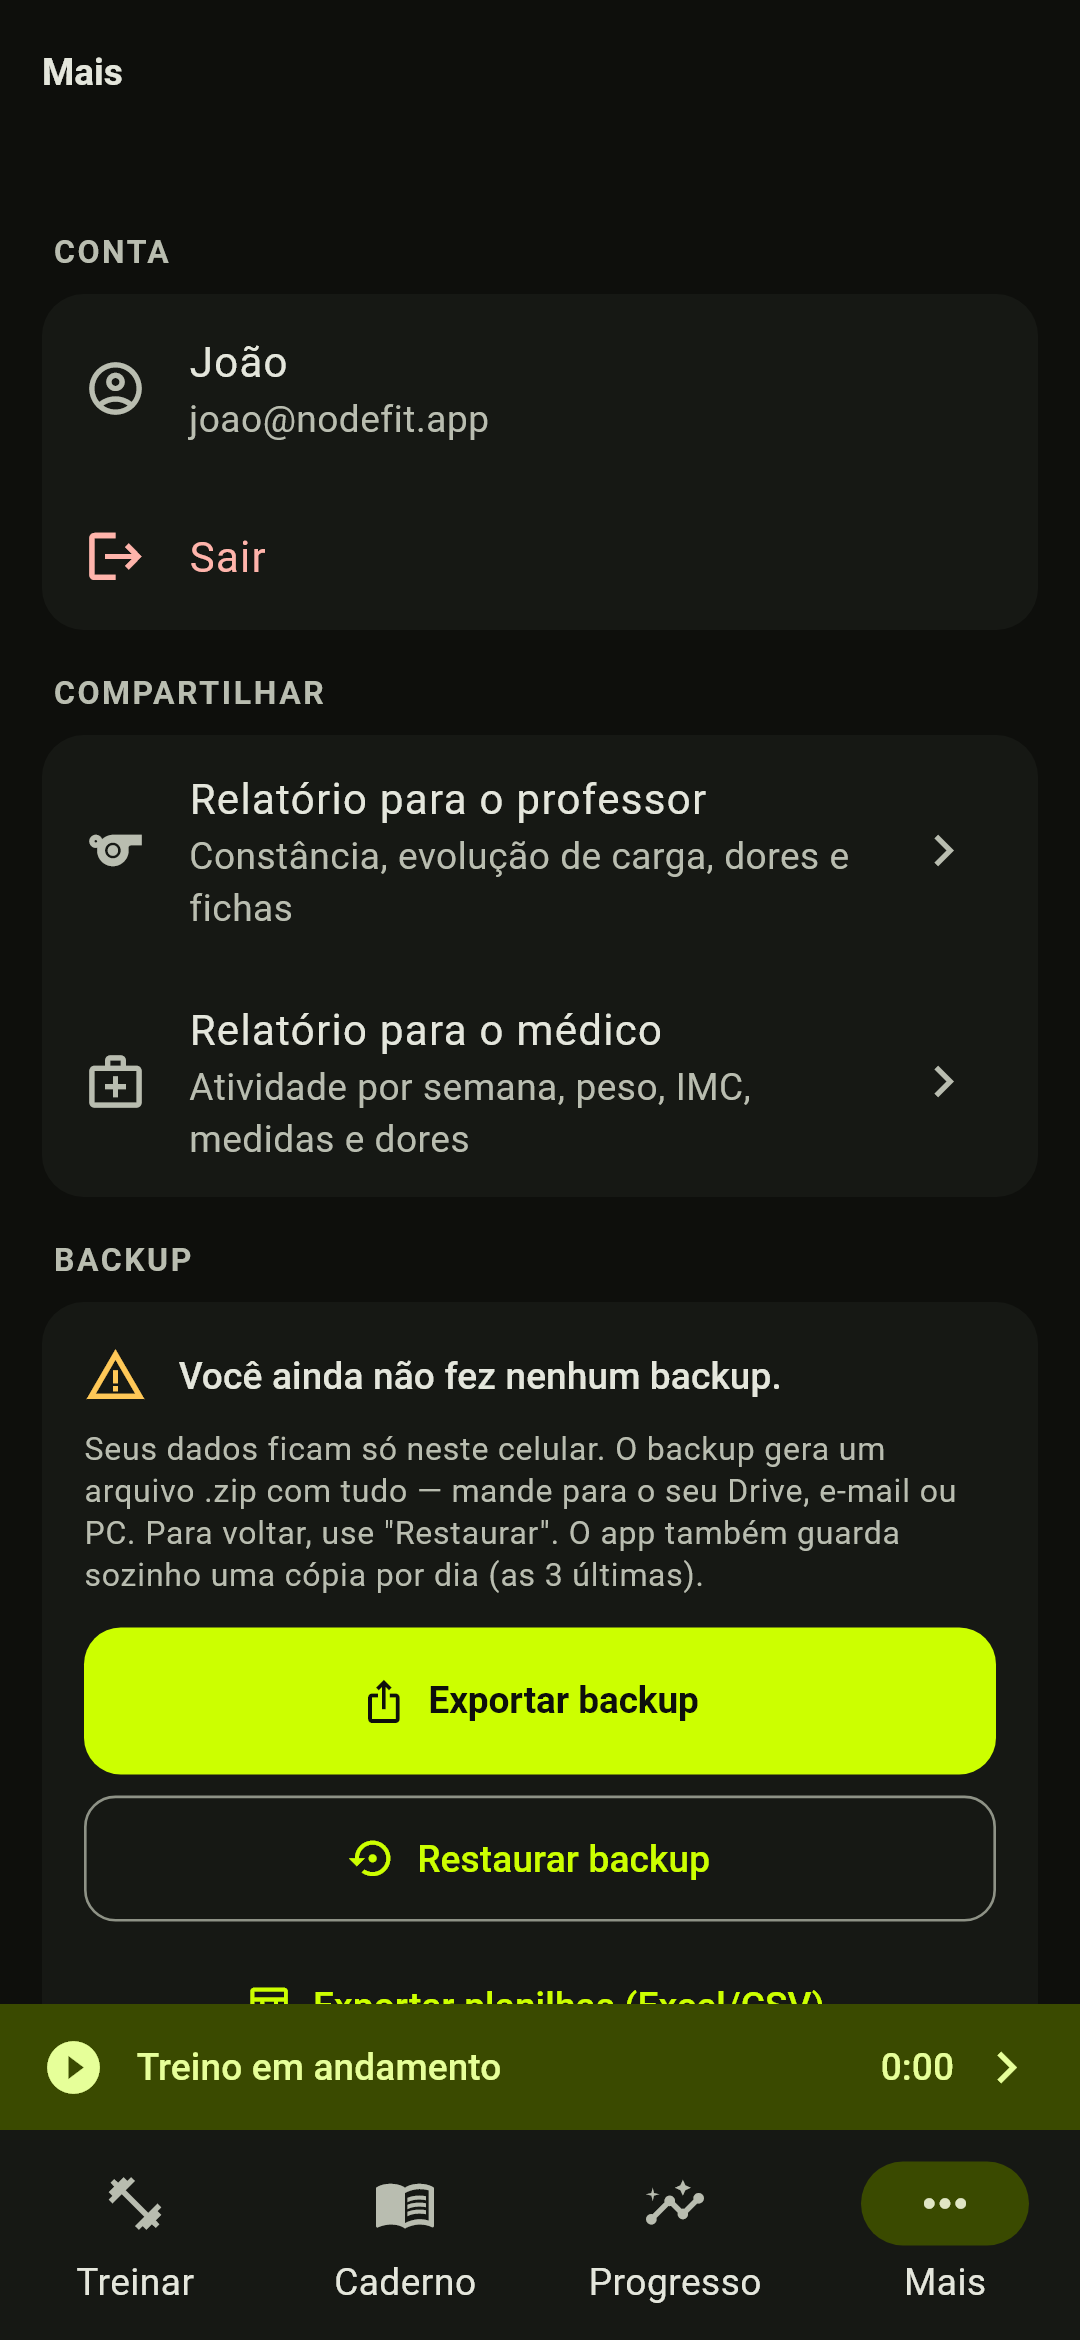 Mais
CONTA
João
joao@nodefit.app
Sair
COMPARTILHAR
Relatório para o professor
Constância, evolução de carga, dores e
fichas
Relatório para o médico
Atividade por semana, peso, IMC,
medidas e dores
BACKUP
Você ainda não fez nenhum backup.
Seus dados ficam só neste celular. O backup gera um
arquivo .zip com tudo — mande para o seu Drive, e-mail ou
PC. Para voltar, use "Restaurar". O app também guarda
sozinho uma cópia por dia (as 3 últimas).
Exportar backup
Restaurar backup
Exportar planilhas (Excel/CSV)
Treino em andamento 0:00
Treinar Caderno Progresso Mais